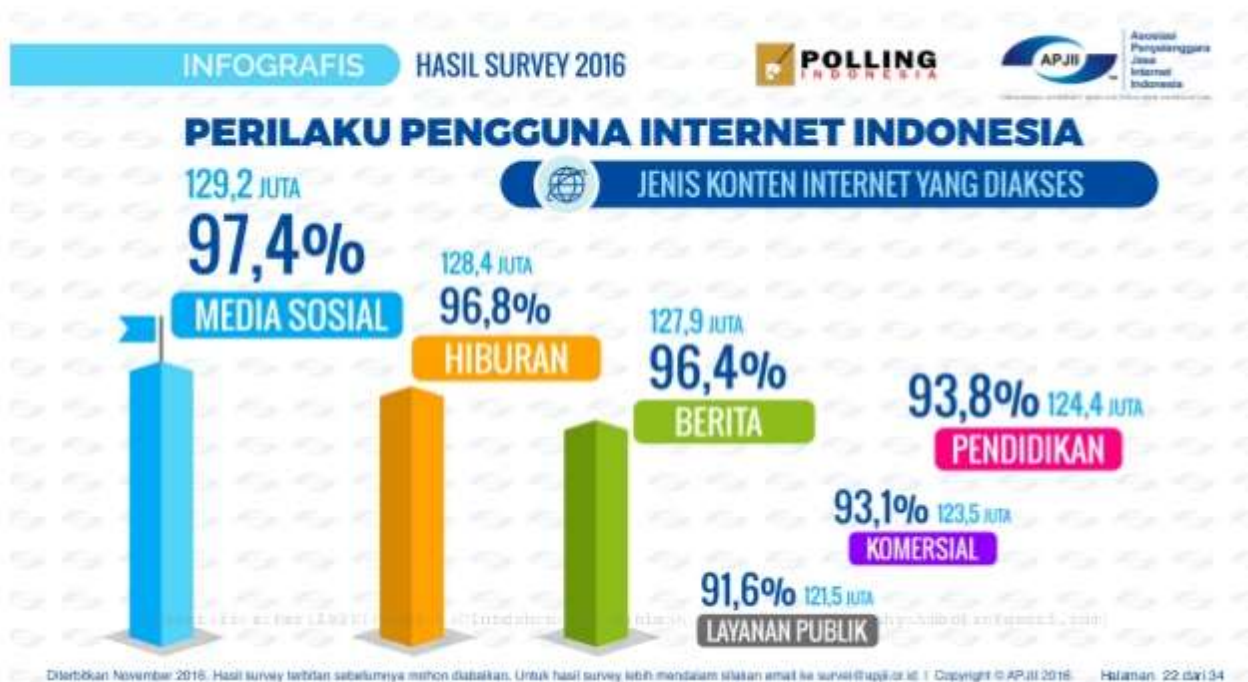 INFOGRAFIS
HASIL SURVEY 2016
POLLING
INDONESIA
APJII
Asosiasi
Penyelenggara
Jasa
Internet
Indonesia
PERILAKU PENGGUNA INTERNET INDONESIA
JENIS KONTEN INTERNET YANG DIAKSES
129,2 JUTA
97,4%
MEDIA SOSIAL
128,4 JUTA
96,8%
HIBURAN
127,9 JUTA
96,4%
BERITA
93,8% 124,4 JUTA
PENDIDIKAN
93,1% 123,5 JUTA
KOMERSIAL
91,6% 121,5 JUTA
LAYANAN PUBLIK
Diterbitkan November 2016. Hasil survey terbitan sebelumnya mohon diabaikan. Untuk hasil survey lebih mendalam silakan email ke survei@apjii.or.id | Copyright © APJII 2016 Halaman 22 dari 34